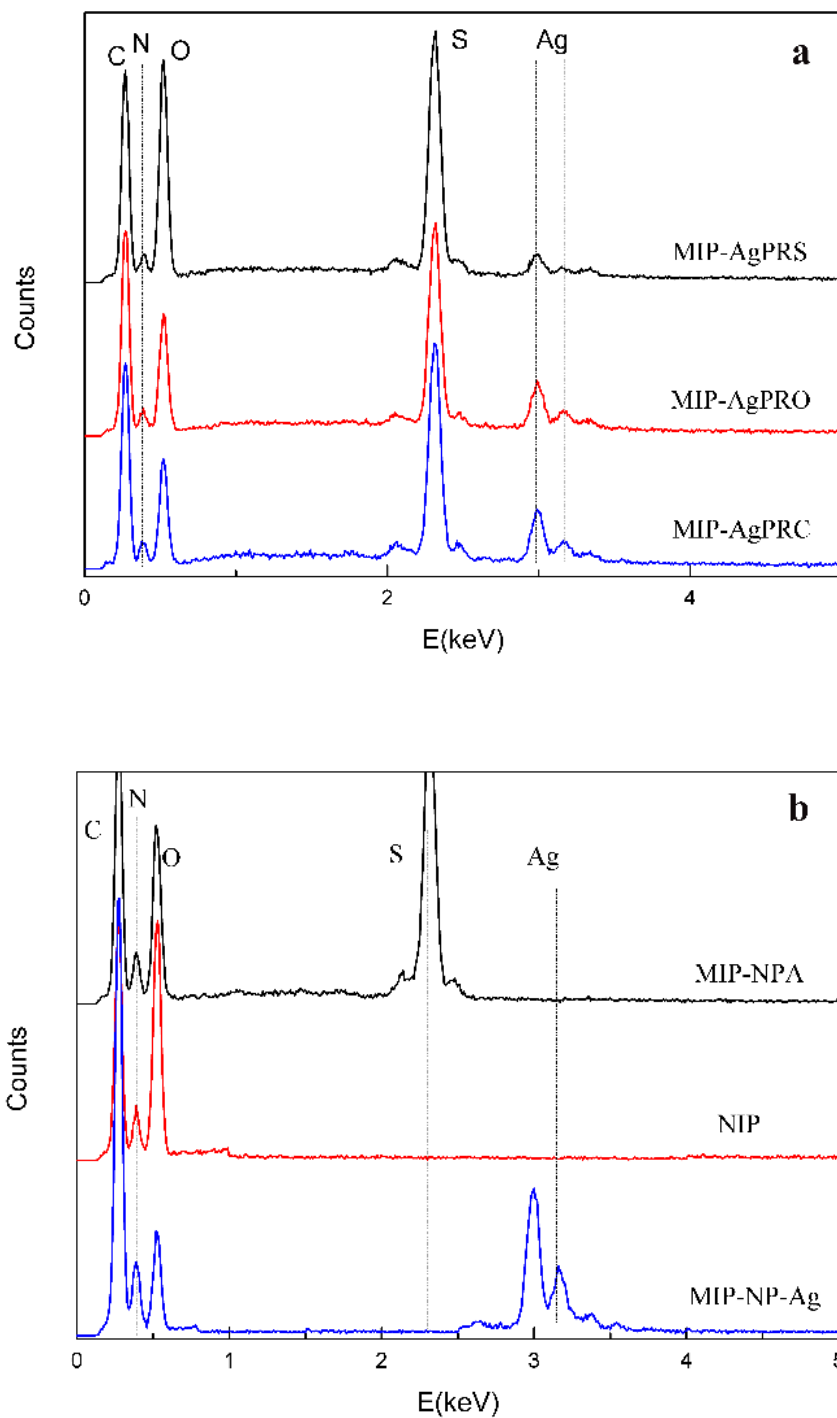 C N O S Ag a
MIP-AgPRS
MIP-AgPRO
MIP-AgPRC
Counts
0 2 4
E(keV)
b
C N O S Ag
MIP-NPA
NIP
MIP-NP-Ag
Counts
0 1 2 3 4 5
E(keV)